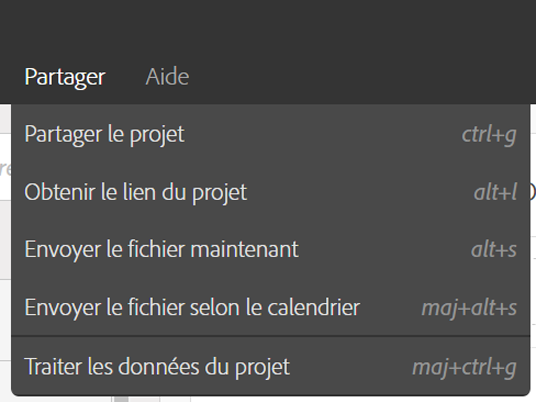 Partager Aide
Partager le projet ctrl+g
Obtenir le lien du projet alt+l
Envoyer le fichier maintenant alt+s
Envoyer le fichier selon le calendrier maj+alt+s
Traiter les données du projet maj+ctrl+g